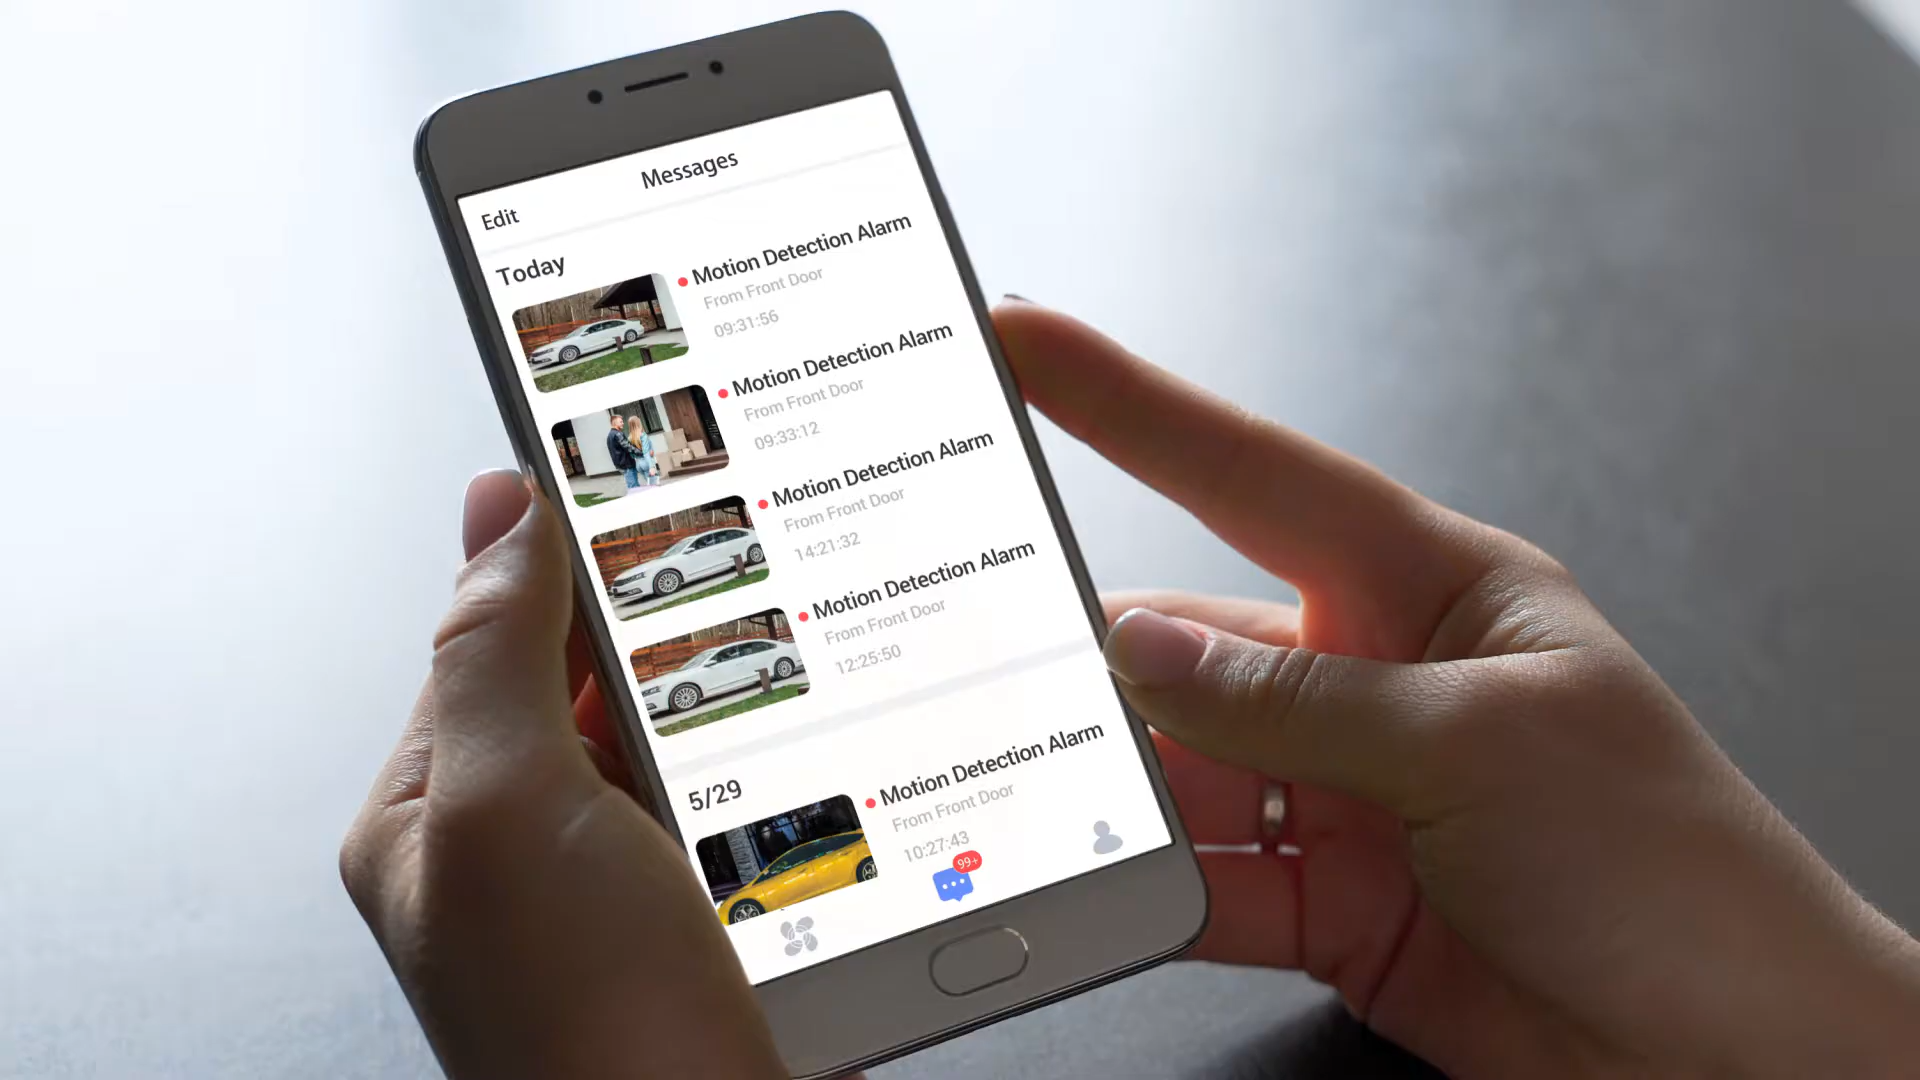 Messages
Edit
Today
Motion Detection Alarm
From Front Door
09:31:56
Motion Detection Alarm
From Front Door
09:33:12
Motion Detection Alarm
From Front Door
14:21:32
Motion Detection Alarm
From Front Door
12:25:50
5/29
Motion Detection Alarm
From Front Door
10:27:43
99+